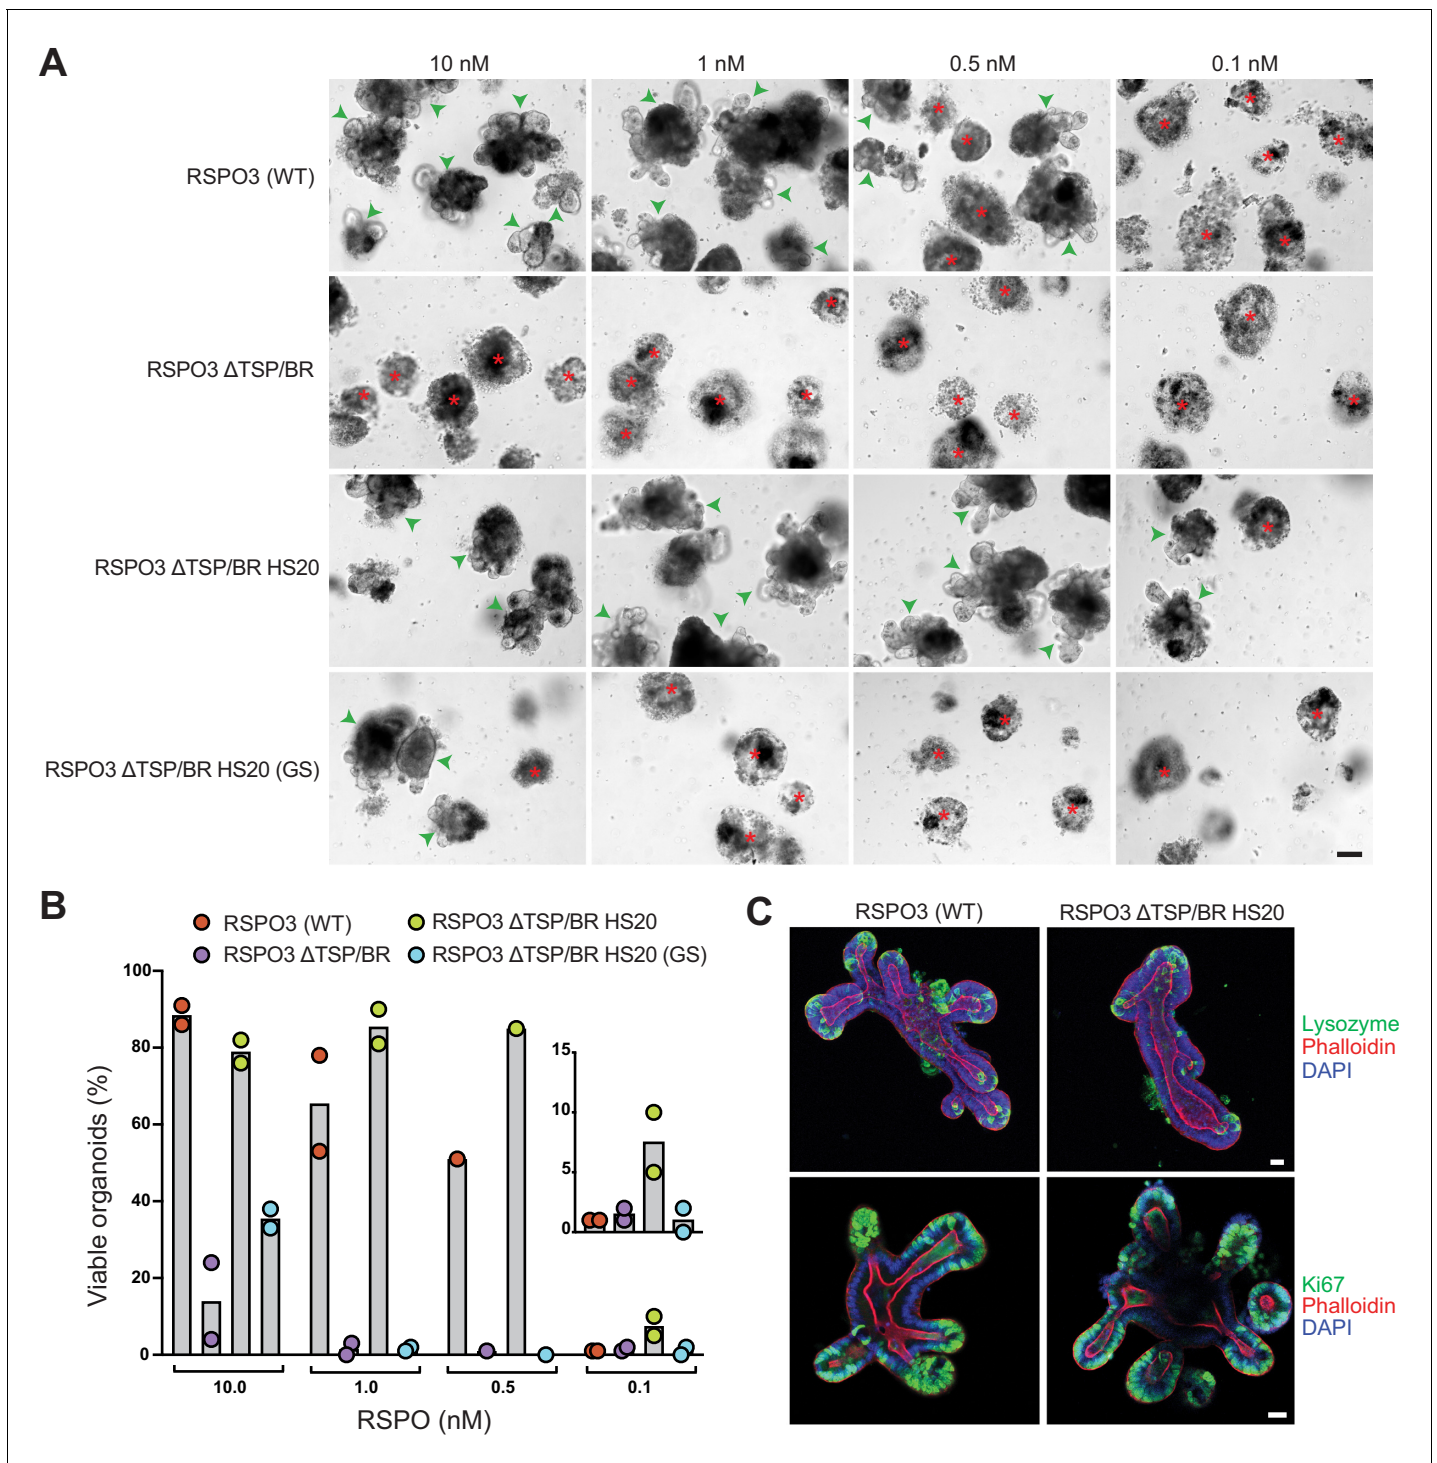 A
10 nM 1 nM 0.5 nM 0.1 nM
RSPO3 (WT)
RSPO3 ΔTSP/BR
RSPO3 ΔTSP/BR HS20
RSPO3 ΔTSP/BR HS20 (GS)
B
RSPO3 (WT) RSPO3 ΔTSP/BR HS20
RSPO3 ΔTSP/BR RSPO3 ΔTSP/BR HS20 (GS)
Viable organoids (%)
100
80
60
40
20
0
15
10
5
0
10.0 1.0 0.5 0.1
RSPO (nM)
C
RSPO3 (WT) RSPO3 ΔTSP/BR HS20
Lysozyme
Phalloidin
DAPI
Ki67
Phalloidin
DAPI